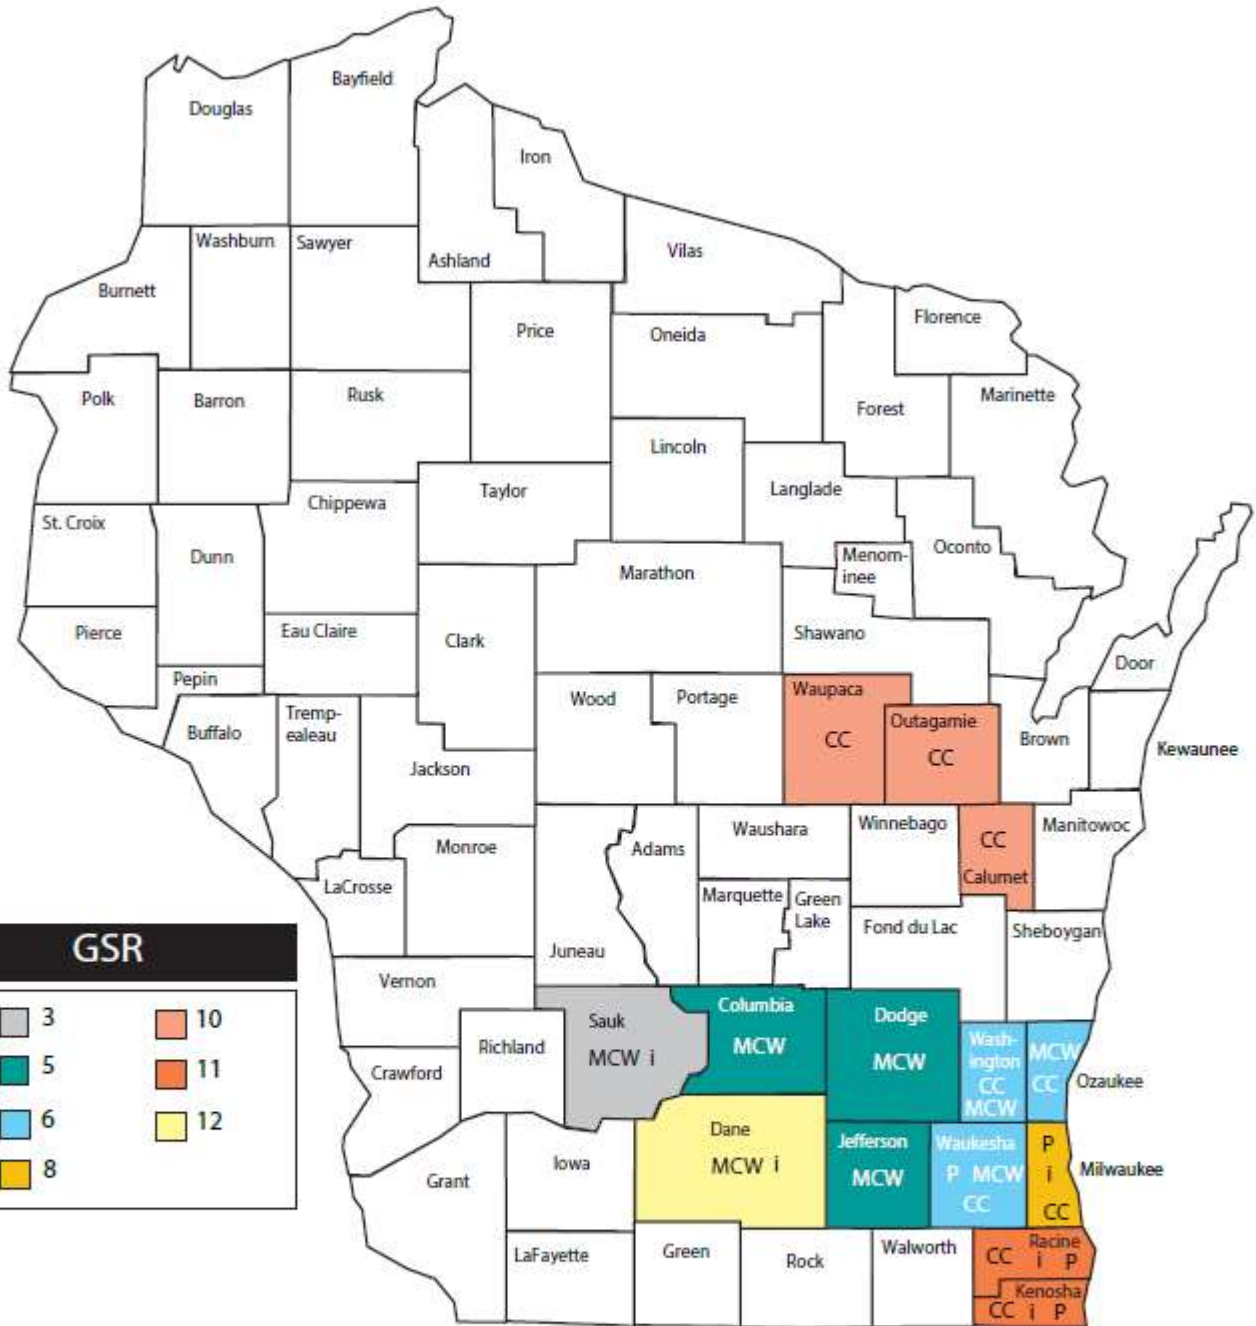 Bayfield
Douglas
Iron
Washburn
Sawyer
Vilas
Ashland
Burnett
Florence
Price
Oneida
Marinette
Rusk
Polk
Barron
Forest
Lincoln
Langlade
Taylor
Chippewa
St. Croix
Oconto
Menom-
inee
Dunn
Marathon
Eau Claire
Pierce
Shawano
Clark
Door
Pepin
Waupaca
CC
Wood
Portage
Tremp-
ealeau
Outagamie
CC
Buffalo
Brown
Kewaunee
Jackson
Winnebago
Manitowoc
Waushara
CC
Calumet
Monroe
Adams
LaCrosse
Marquette
Green
Lake
Fond du Lac
Sheboygan
Juneau
GSR
Vernon
3
10
5
11
6
12
8
Columbia
MCW
Dodge
MCW
Sauk
MCW i
Wash-
ington
CC
MCW
MCW
CC
Ozaukee
Richland
Crawford
Dane
MCW i
Jefferson
MCW
Waukesha
P MCW
CC
P
i
CC
Milwaukee
Iowa
Grant
Racine
CC i P
Walworth
Green
Rock
LaFayette
Kenosha
CC i P